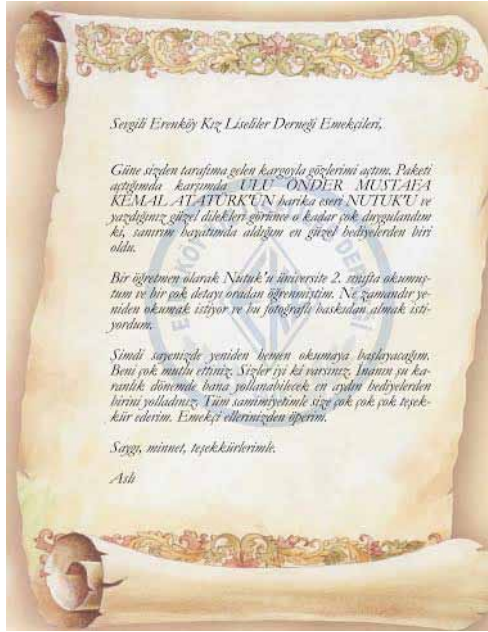 Sevgili Erenköy Kız Liseliler Derneği Emekçileri,
Güne sizden tarafıma gelen kargoyla gözlerimi açtım. Paketi
açtığımda karşımda ULU ÖNDER MUSTAFA
KEMAL ATATÜRK'ÜN harika eseri NUTUK'U ve
yazdığınız güzel dilekleri görünce o kadar çok duygulandım
ki, sanırım hayatımda aldığım en güzel hediyelerden biri
oldu.
Bir öğretmen olarak Nutuk'u üniversite 2. sınıfta okumuş-
tum ve bir çok detayı oradan öğrenmiştim. Ne zamandır ye-
niden okumak istiyor ve bu fotoğraflı baskıdan almak isti-
yordum.
Şimdi sayenizde yeniden hemen okumaya başlayacağım.
Beni çok mutlu ettiniz. Sizler iyi ki varsınız. İnanın şu ka-
ranlık dönemde bana yollanabilecek en aydın hediyelerden
birini yolladınız. Tüm samimiyetimle size çok çok çok teşek-
kür ederim. Emekçi ellerinizden öperim.
Saygı, minnet, teşekkürlerimle.
Aslı